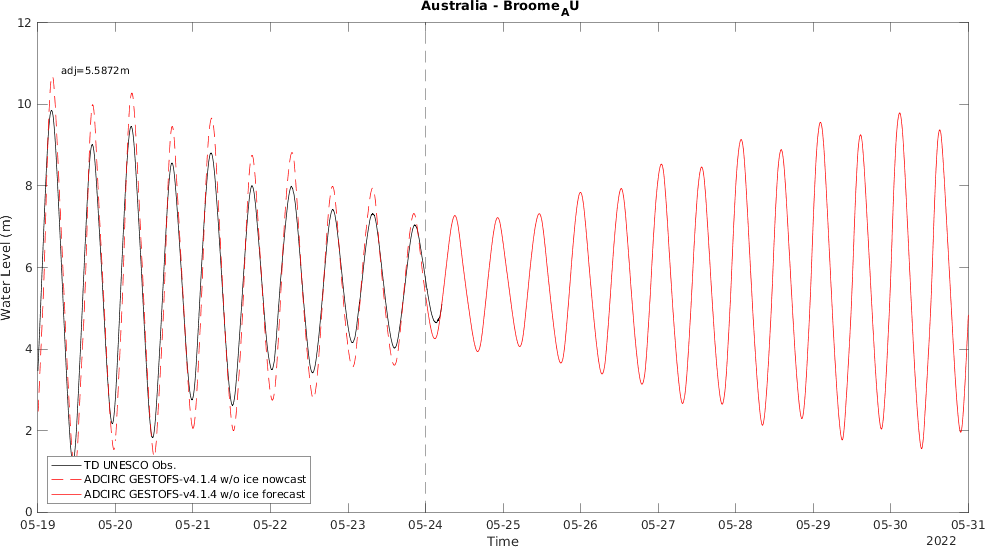 Australia - Broome_AU
12
adj=5.5872m
10
8
6
4
2
0
Water Level (m)
TD UNESCO Obs.
ADCIRC GESTOFS-v4.1.4 w/o ice nowcast
ADCIRC GESTOFS-v4.1.4 w/o ice forecast
05-19 05-20 05-21 05-22 05-23 05-24 05-25 05-26 05-27 05-28 05-29 05-30 05-31
Time
2022